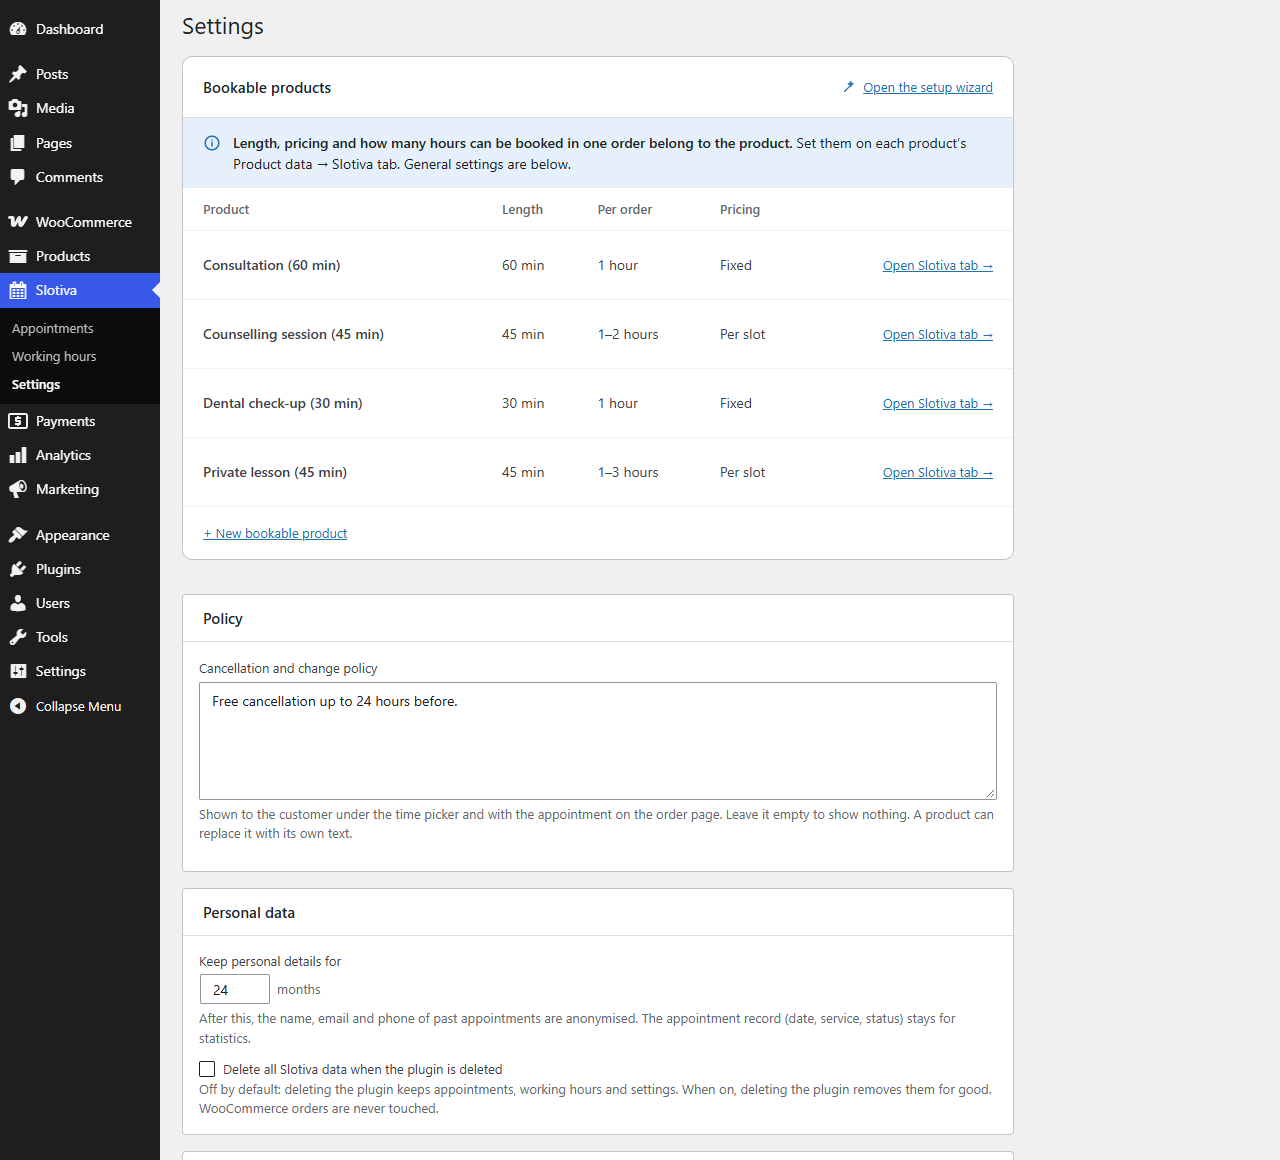 Dashboard
Posts
Media
Pages
Comments
WooCommerce
Products
Slotiva
Appointments
Working hours
Settings
Payments
Analytics
Marketing
Appearance
Plugins
Users
Tools
Settings
Collapse Menu
Settings
Bookable products
Open the setup wizard
Length, pricing and how many hours can be booked in one order belong to the product. Set them on each product's
Product data → Slotiva tab. General settings are below.
Product Length Per order Pricing
Consultation (60 min) 60 min 1 hour Fixed Open Slotiva tab →
Counselling session (45 min) 45 min 1–2 hours Per slot Open Slotiva tab →
Dental check-up (30 min) 30 min 1 hour Fixed Open Slotiva tab →
Private lesson (45 min) 45 min 1–3 hours Per slot Open Slotiva tab →
+ New bookable product
Policy
Cancellation and change policy
Free cancellation up to 24 hours before.
Shown to the customer under the time picker and with the appointment on the order page. Leave it empty to show nothing. A product can
replace it with its own text.
Personal data
Keep personal details for
24 months
After this, the name, email and phone of past appointments are anonymised. The appointment record (date, service, status) stays for
statistics.
Delete all Slotiva data when the plugin is deleted
Off by default: deleting the plugin keeps appointments, working hours and settings. When on, deleting the plugin removes them for good.
WooCommerce orders are never touched.